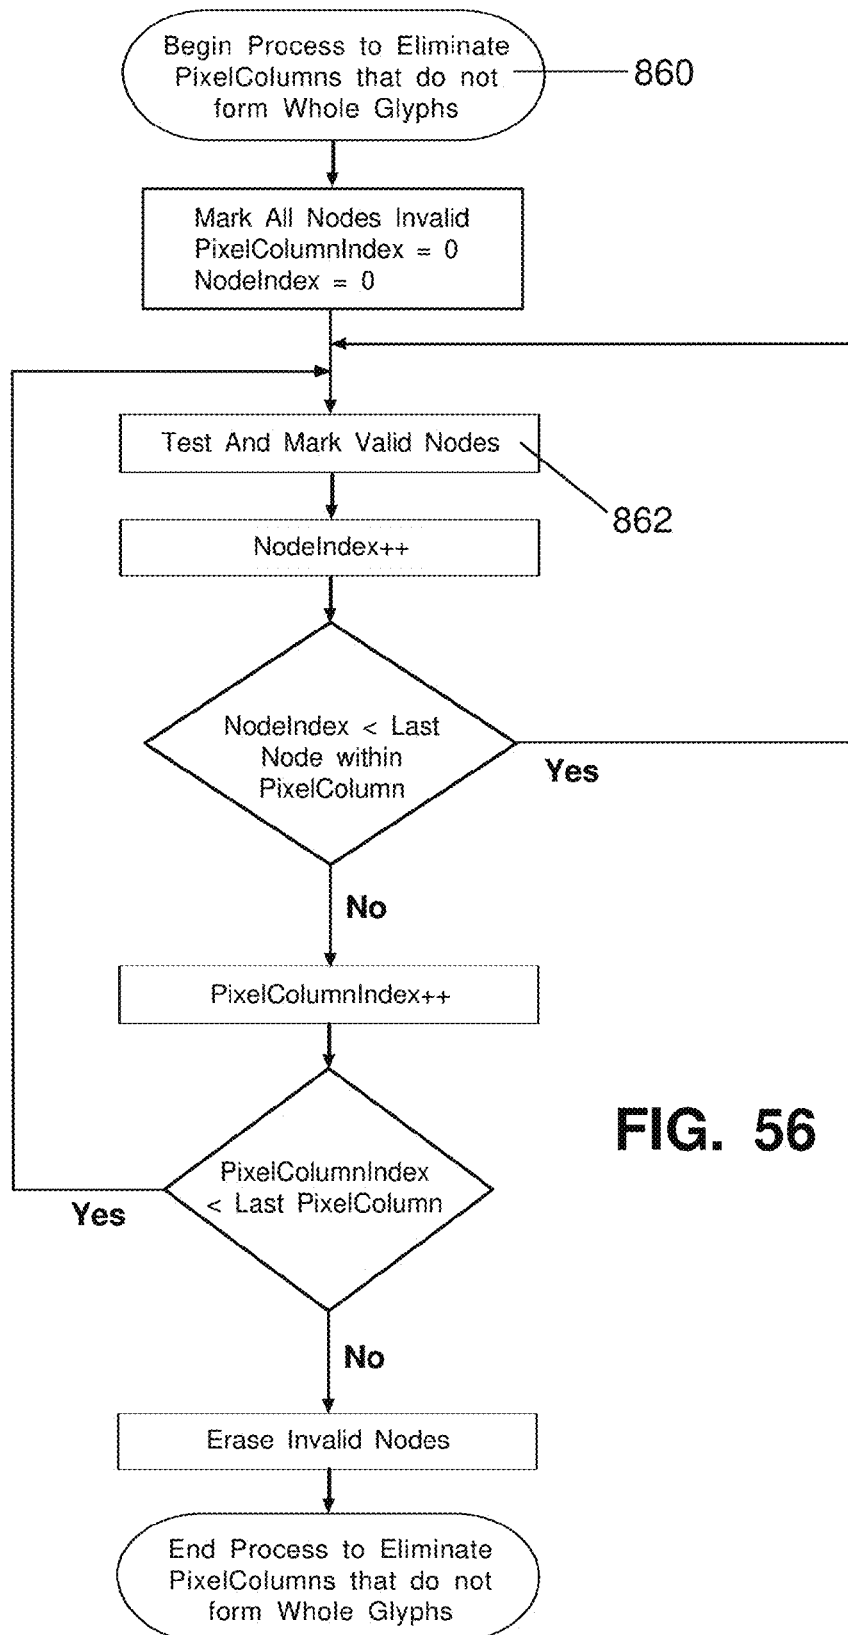 Begin Process to Eliminate
PixelColumns that do not
form Whole Glyphs
860
Mark All Nodes Invalid
PixelColumnIndex = 0
NodeIndex = 0
Test And Mark Valid Nodes
862
NodeIndex++
NodeIndex < Last
Node within
PixelColumn
Yes
No
PixelColumnIndex++
FIG. 56
PixelColumnIndex
< Last PixelColumn
Yes
No
Erase Invalid Nodes
End Process to Eliminate
PixelColumns that do not
form Whole Glyphs